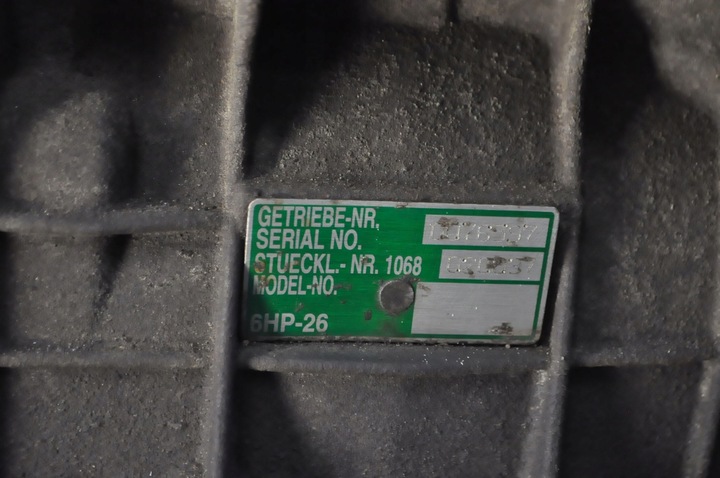 GETRIEBE-NR.
SERIAL NO.
STUECKL.- NR. 1068
MODEL-NO.
6HP-26